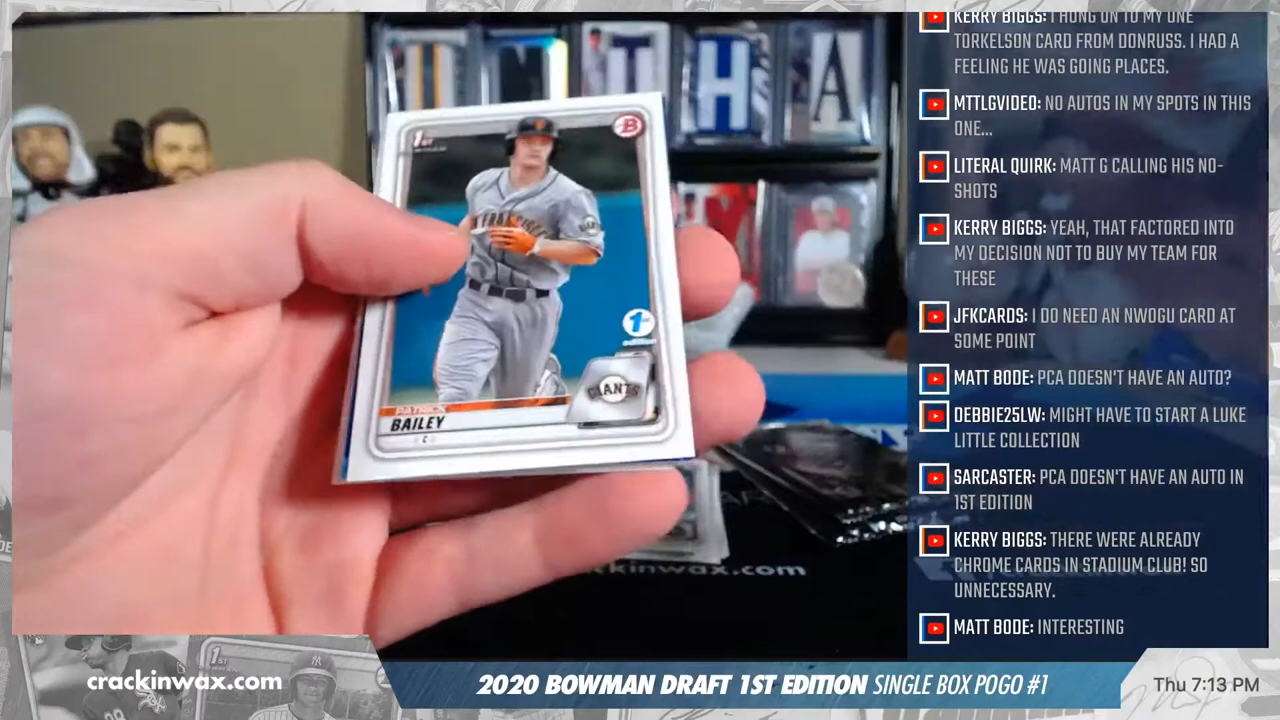 KERRY BIGGS: I HUNG ON TO MY ONE
TORKELSON CARD FROM DONRUSS. I HAD A
FEELING HE WAS GOING PLACES.
MTTLGVIDEO: NO AUTOS IN MY SPOTS IN THIS
ONE...
LITERAL QUIRK: MATT G CALLING HIS NO-
SHOTS
KERRY BIGGS: YEAH, THAT FACTORED INTO
MY DECISION NOT TO BUY MY TEAM FOR
THESE
JFKCARDS: I DO NEED AN NWOGU CARD AT
SOME POINT
MATT BODE: PCA DOESN'T HAVE AN AUTO?
DEBBIE25LW: MIGHT HAVE TO START A LUKE
LITTLE COLLECTION
SARCASTER: PCA DOESN'T HAVE AN AUTO IN
1ST EDITION
KERRY BIGGS: THERE WERE ALREADY
CHROME CARDS IN STADIUM CLUB! SO
UNNECESSARY.
MATT BODE: INTERESTING
T H A
1ST
B
1st
edition
GIANTS
PATRICK
BAILEY
C
ckinwax.com
1st
crackinwax.com
2020 BOWMAN DRAFT 1ST EDITION SINGLE BOX POGO #1
Thu 7:13 PM